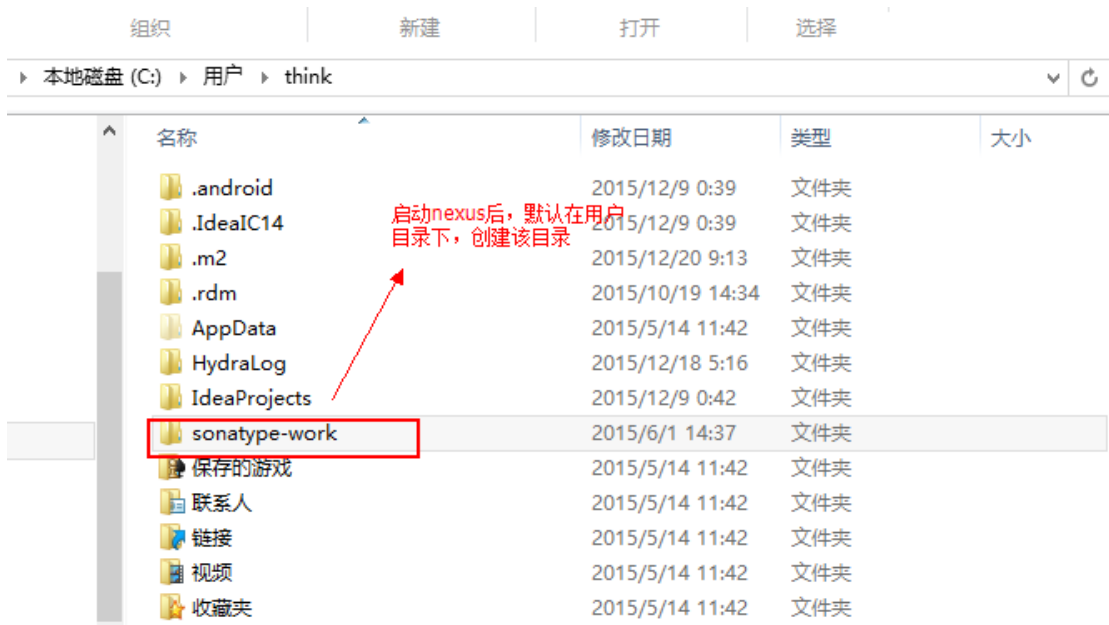 组织 新建 打开 选择
本地磁盘 (C:) 用户 think
名称 修改日期 类型 大小
.android 2015/12/9 0:39 文件夹
启动nexus后，默认在用户
.IdeaIC14 2015/12/9 0:39 文件夹
目录下，创建该目录
.m2 2015/12/20 9:13 文件夹
.rdm 2015/10/19 14:34 文件夹
AppData 2015/5/14 11:42 文件夹
HydraLog 2015/12/18 5:16 文件夹
IdeaProjects 2015/12/9 0:42 文件夹
sonatype-work 2015/6/1 14:37 文件夹
保存的游戏 2015/5/14 11:42 文件夹
联系人 2015/5/14 11:42 文件夹
链接 2015/5/14 11:42 文件夹
视频 2015/5/14 11:42 文件夹
收藏夹 2015/5/14 11:42 文件夹